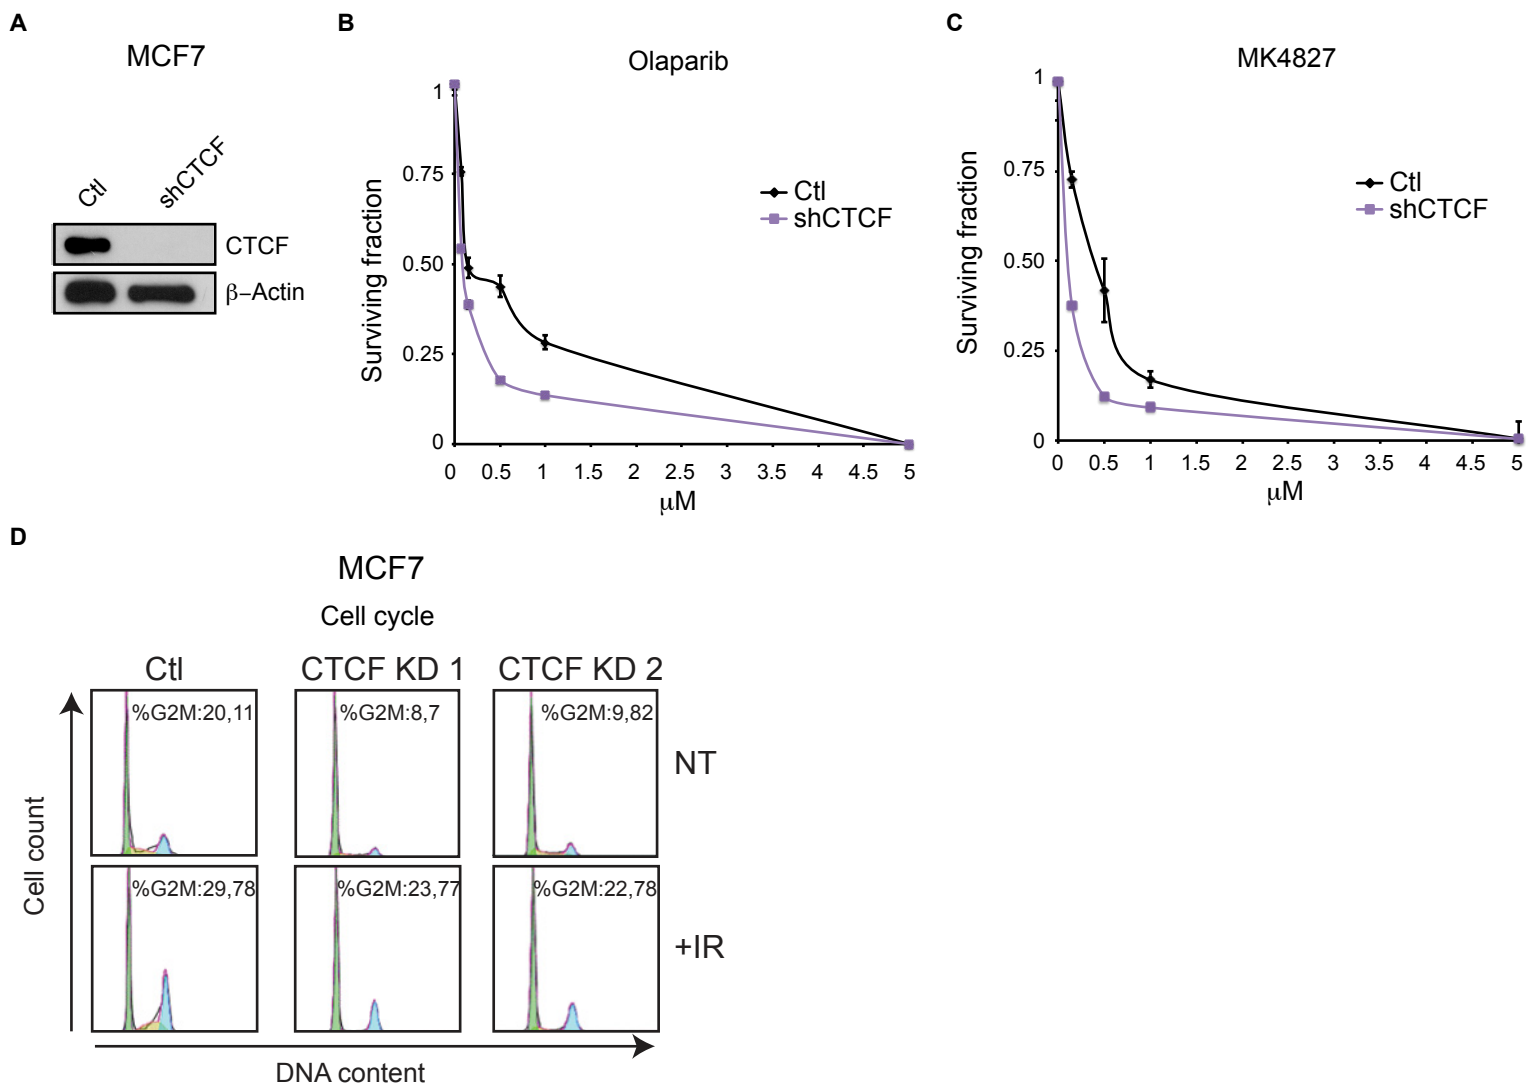 A
MCF7
Ctl
shCTCF
CTCF
β–Actin
B
Olaparib
Surviving fraction
1
0.75
0.50
0.25
0
0 0.5 1 1.5 2 2.5 3 3.5 4 4.5 5
μM
Ctl
shCTCF
C
MK4827
Surviving fraction
1
0.75
0.50
0.25
0
0 0.5 1 1.5 2 2.5 3 3.5 4 4.5 5
μM
Ctl
shCTCF
D
MCF7
Cell cycle
Ctl CTCF KD 1 CTCF KD 2
%G2M:20,11 %G2M:8,7 %G2M:9,82
NT
%G2M:29,78 %G2M:23,77 %G2M:22,78
+IR
Cell count
DNA content